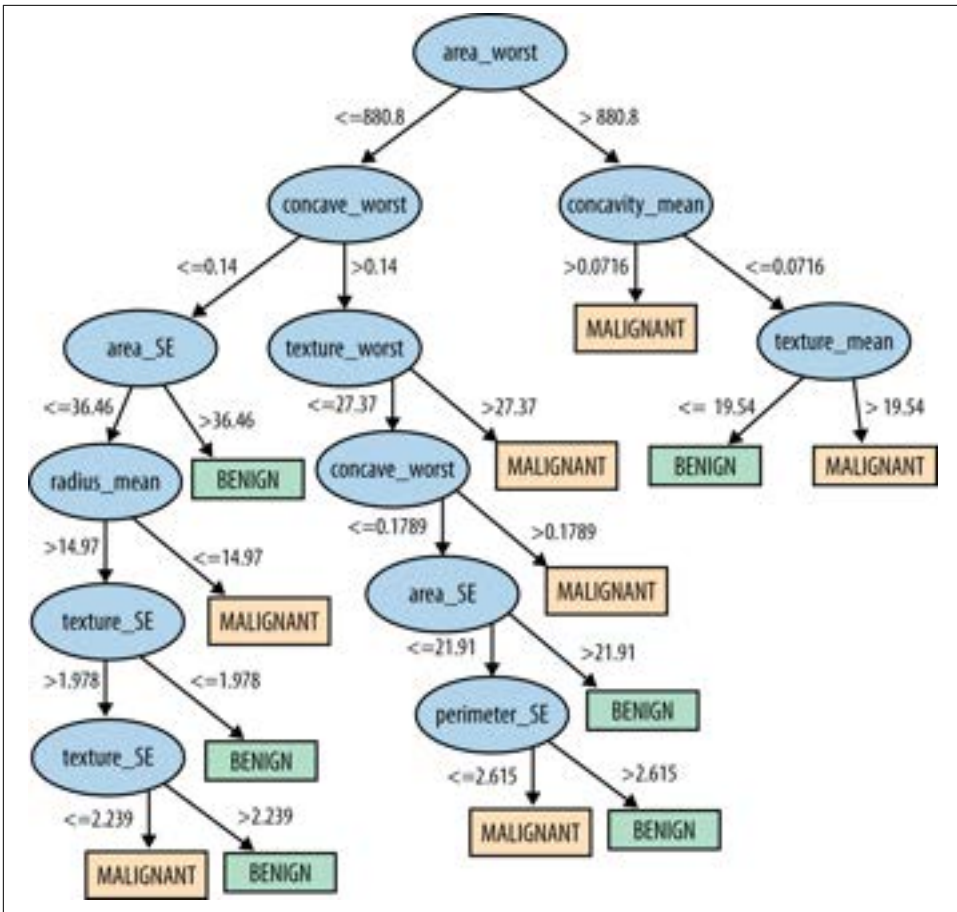 area_worst
<=880.8
> 880.8
concave_worst
concavity_mean
<=0.14
>0.14
>0.0716
<=0.0716
MALIGNANT
area_SE
texture_worst
texture_mean
<=36.46
>36.46
<=27.37
>27.37
<= 19.54
> 19.54
radius_mean
BENIGN
concave_worst
MALIGNANT
BENIGN
MALIGNANT
>14.97
<=14.97
<=0.1789
>0.1789
texture_SE
MALIGNANT
area_SE
MALIGNANT
>1.978
<=1.978
<=21.91
>21.91
texture_SE
BENIGN
perimeter_SE
BENIGN
<=2.239
>2.239
<=2.615
>2.615
MALIGNANT
BENIGN
MALIGNANT
BENIGN